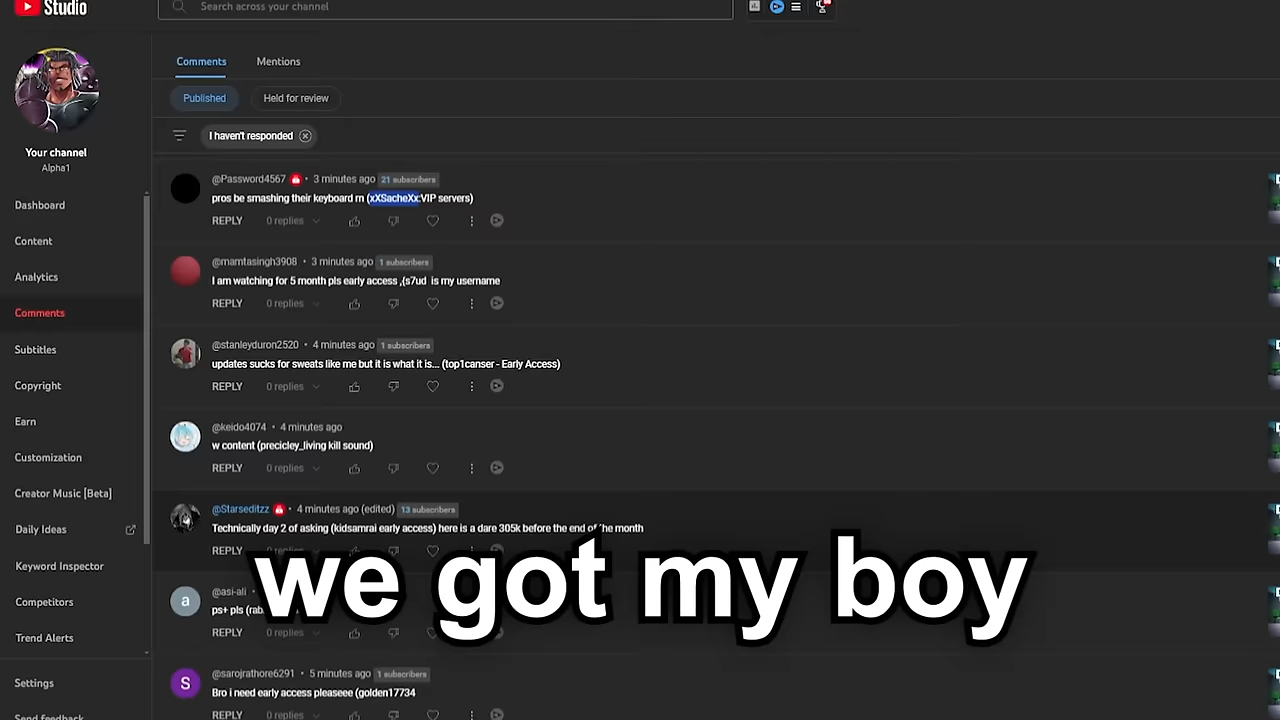 Studio
Search across your channel
Your channel
Alpha1
Dashboard
Content
Analytics
Comments
Subtitles
Copyright
Earn
Customization
Creator Music [Beta]
Daily Ideas
Keyword Inspector
Competitors
Trend Alerts
Settings
Send feedback
Comments Mentions
Published Held for review
I haven't responded
@Password4567 • 3 minutes ago 21 subscribers
pros be smashing their keyboard rn (xXSacheXx:VIP servers)
REPLY 0 replies
@mamtasingh3908 • 3 minutes ago 1 subscribers
I am watching for 5 month pls early access ,(s7ud is my username
REPLY 0 replies
@stanleyduron2520 • 4 minutes ago 1 subscribers
updates sucks for sweats like me but it is what it is... (top1canser - Early Access)
REPLY 0 replies
@keido4074 • 4 minutes ago
w content (precicley_living kill sound)
REPLY 0 replies
@Starseditzz • 4 minutes ago (edited) 13 subscribers
Technically day 2 of asking (kidsamrai early access) here is a dare 305k before the end of the month
REPLY 0 replies
we got my boy
a
@asi-ali •
ps+ pls
REPLY 0 replies
S
@sarojrathore6291 • 5 minutes ago 1 subscribers
Bro i need early access pleaseee (golden17734
REPLY 0 replies